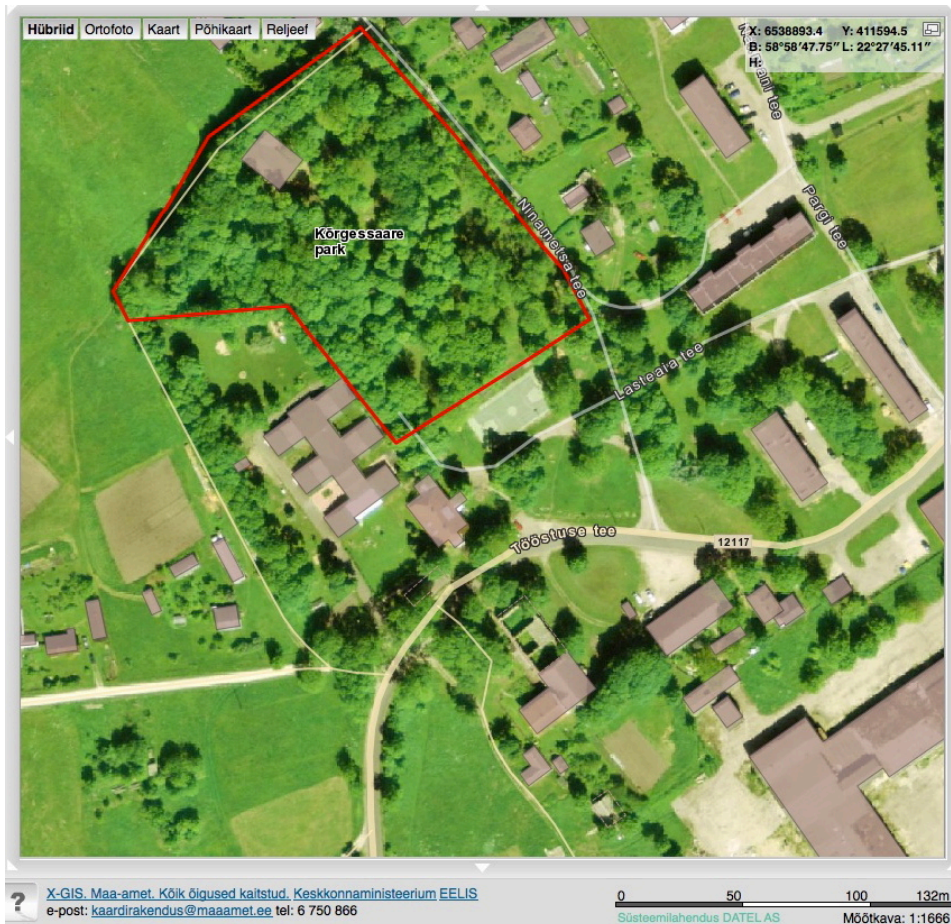 Hübriid Ortofoto Kaart Põhikaart Reljeef
X: 6538893.4 Y: 411594.5
B: 58°58'47.75" L: 22°27'45.11"
H:
tee
Pargi tee
Kõrgessaare
park
Ninametsa tee
Lasteaia tee
Tööstuse tee
12117
? X-GIS. Maa-amet. Kõik õigused kaitstud. Keskkonnaministeerium EELIS
e-post: kaardirakendus@maaamet.ee tel: 6 750 866
0 50 100 132m
Süsteemilahendus DATEL AS Mõõtkava: 1:1666